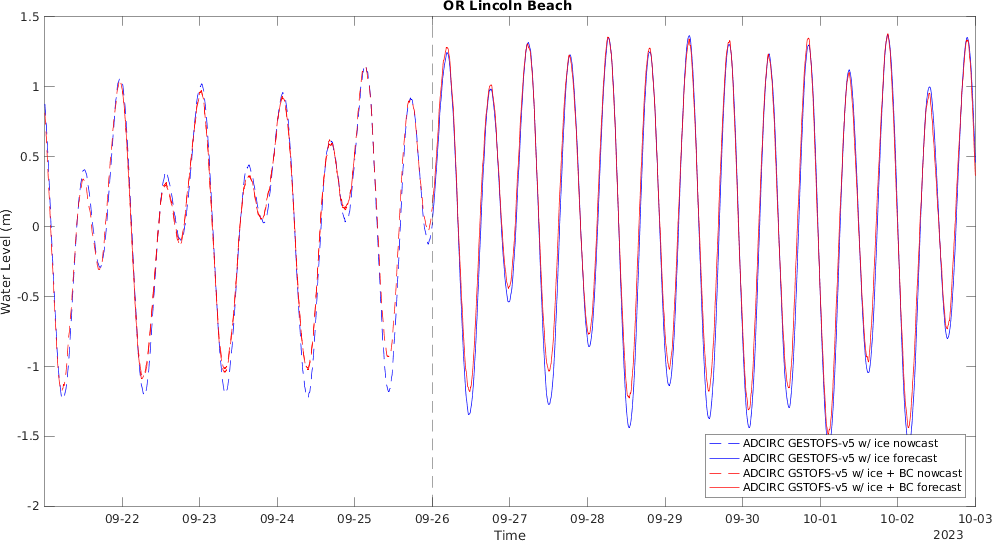 OR Lincoln Beach
1.5
1
0.5
0
-0.5
-1
-1.5
-2
Water Level (m)
09-22 09-23 09-24 09-25 09-26 09-27 09-28 09-29 09-30 10-01 10-02 10-03
Time
2023
ADCIRC GESTOFS-v5 w/ ice nowcast
ADCIRC GESTOFS-v5 w/ ice forecast
ADCIRC GSTOFS-v5 w/ ice + BC nowcast
ADCIRC GSTOFS-v5 w/ ice + BC forecast